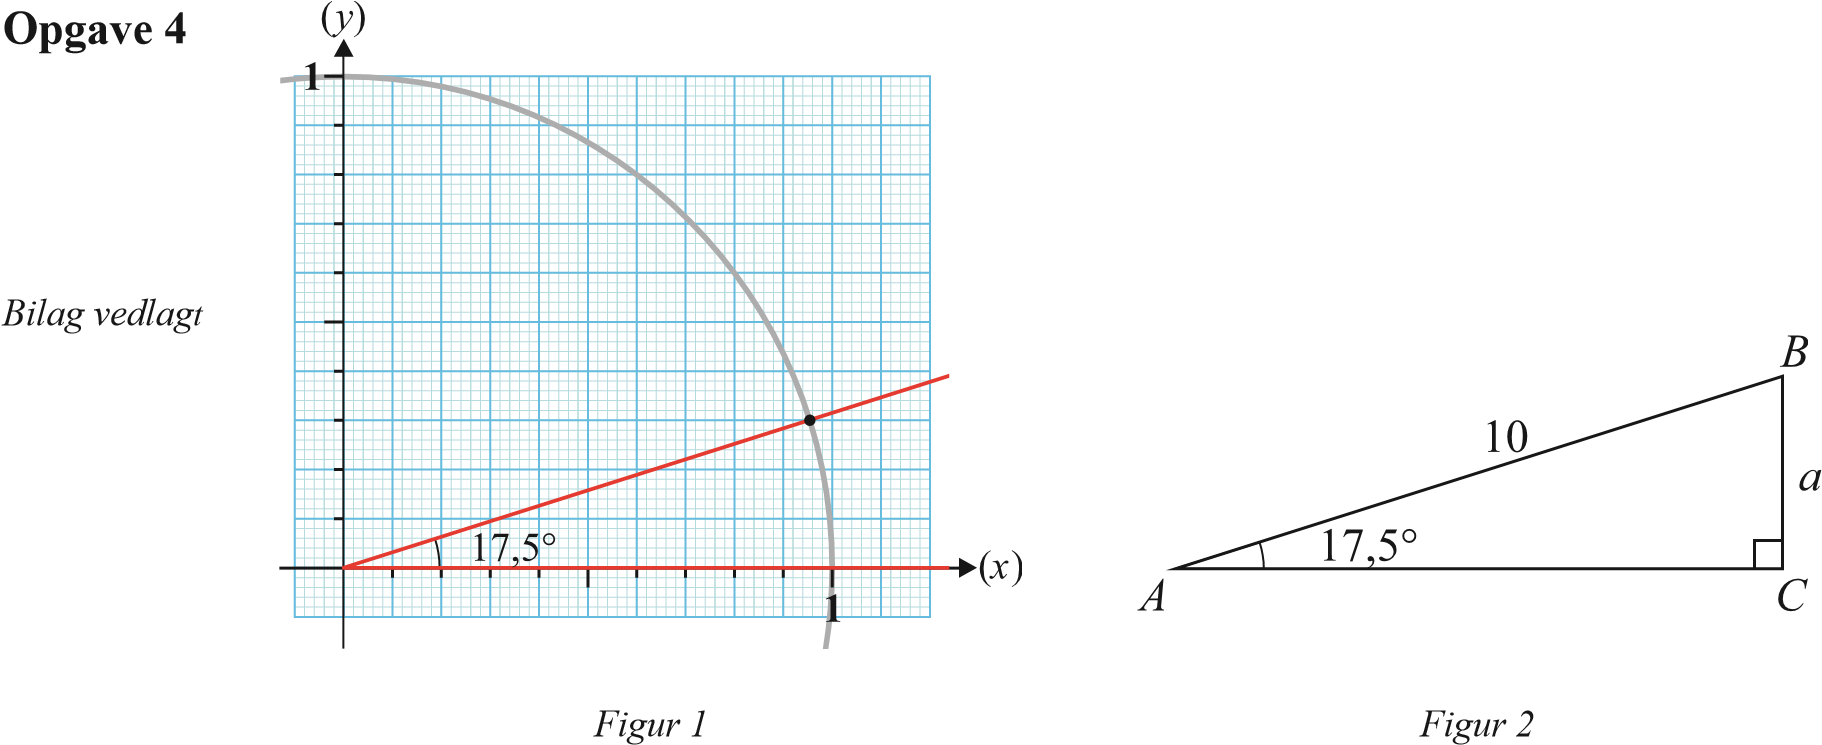 Opgave 4
(y)
1
Bilag vedlagt
17,5°
(x)
1
Figur 1
B
10
a
17,5°
A
C
Figur 2